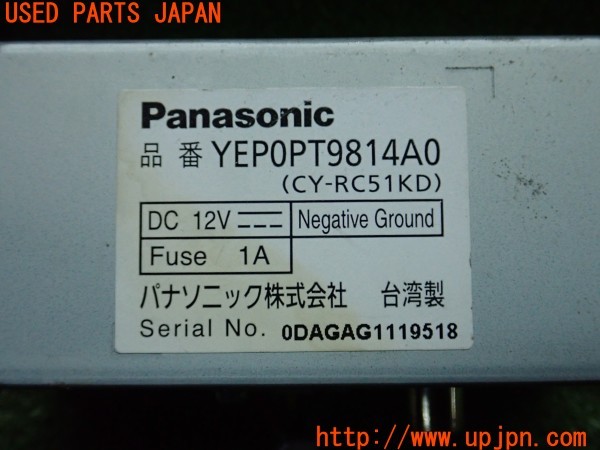 USED PARTS JAPAN
Panasonic
品番 YEP0PT9814A0
(CY-RC51KD)
DC 12V Negative Ground
Fuse 1A
パナソニック株式会社 台湾製
Serial No. 0DAGAG1119518
http://www.upjpn.com